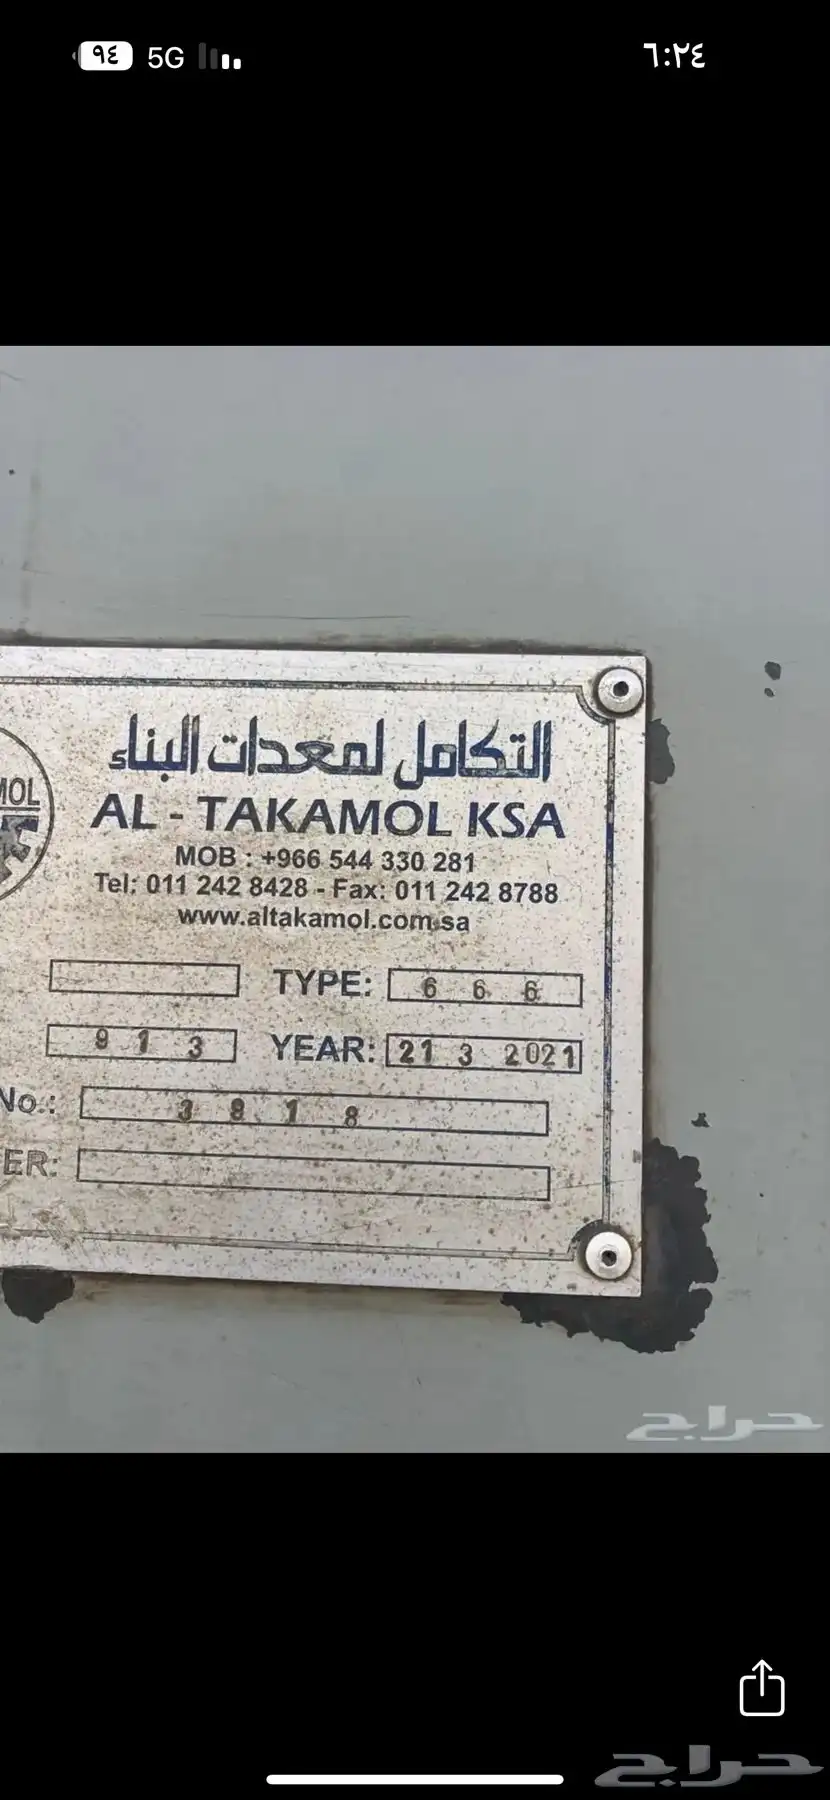 ٩٤ 5G ٦:٢٤
التكامل لمعدات البناء
MOL
AL - TAKAMOL KSA
MOB : +966 544 330 281
Tel: 011 242 8428 - Fax: 011 242 8788
www.altakamol.com.sa
TYPE: 6 6 6
9 1 3 YEAR: 21 3 2021
No.: 3 8 1 8
ER:
حراج
حراج